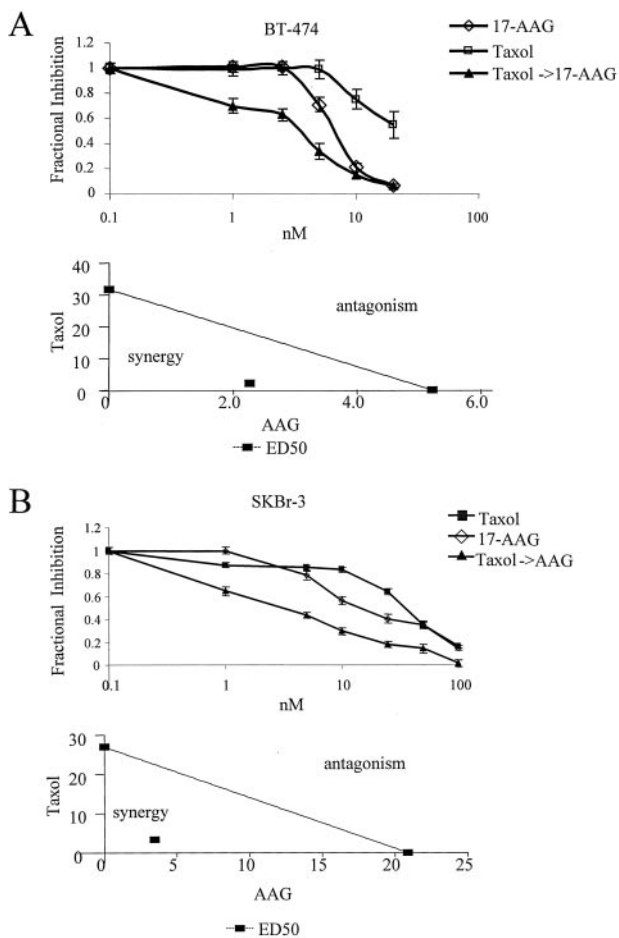 A
BT-474
17-AAG
Taxol
Taxol ->17-AAG
Fractional Inhibition
1.2
1
0.8
0.6
0.4
0.2
0
0.1 1 10 100
nM
Taxol
40
30
20
10
0
antagonism
synergy
0 2.0 4.0 6.0
AAG
ED50
B
SKBr-3
Taxol
17-AAG
Taxol->AAG
Fractional Inhibition
1.2
1
0.8
0.6
0.4
0.2
0
0.1 1 10 100
nM
Taxol
30
20
10
0
antagonism
synergy
0 5 10 15 20 25
AAG
ED50